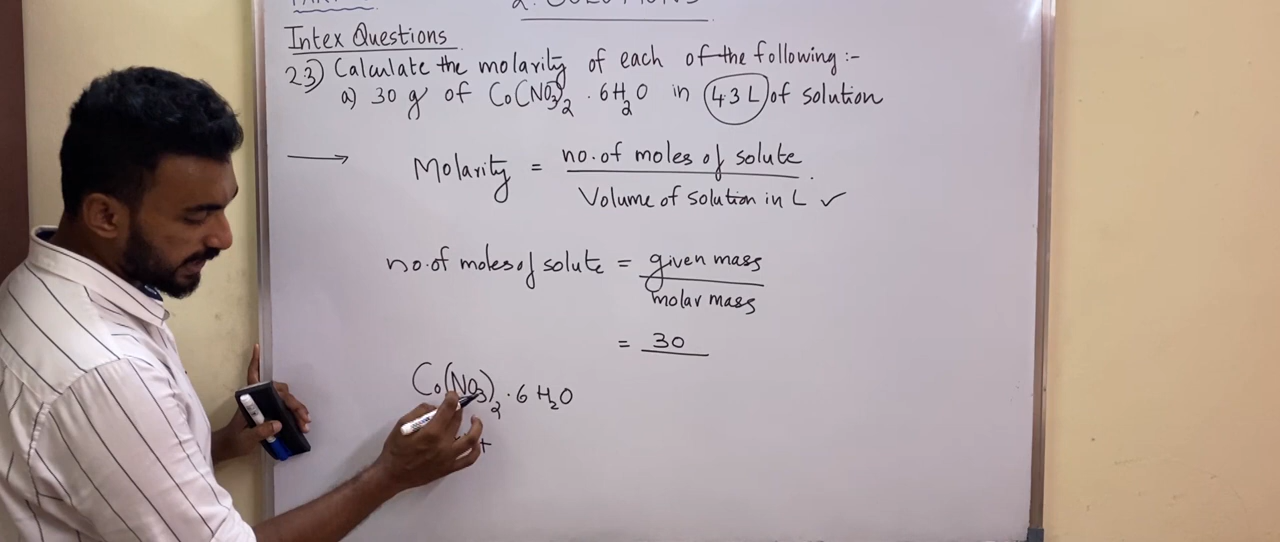 2. SOLUTIONS
Intex Questions
23) Calculate the molarity of each of the following :-
a) 30 g of Co(NO3)2 . 6H2O in 4.3 L of solution
Molarity = no. of moles of solute
Volume of solution in L ✓
no. of moles of solute = given mass
molar mass
= 30
Co(NO3)2 . 6 H2O
+